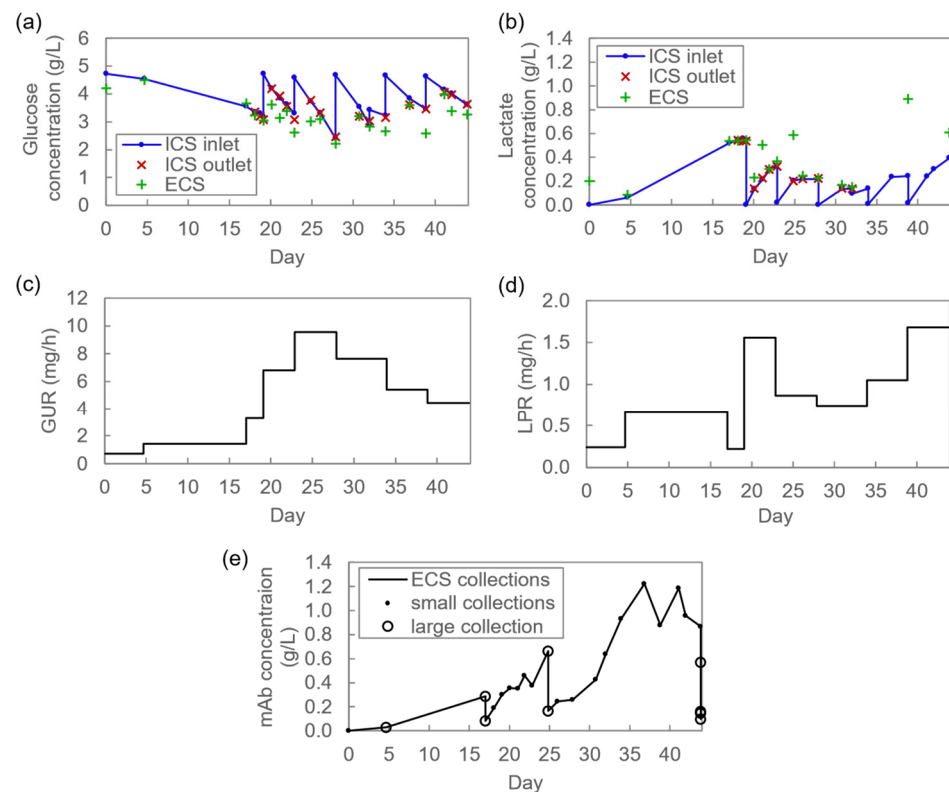 (a)
Glucose
concentration (g/L)
6
5
4
3
2
1
0
ICS inlet
ICS outlet
ECS
0 5 10 15 20 25 30 35 40
Day
(b)
Lactate
concentration (g/L)
1.4
1.2
1.0
0.8
0.6
0.4
0.2
0.0
ICS inlet
ICS outlet
ECS
0 5 10 15 20 25 30 35 40
Day
(c)
GUR (mg/h)
12
10
8
6
4
2
0
0 5 10 15 20 25 30 35 40
Day
(d)
LPR (mg/h)
2.0
1.5
1.0
0.5
0.0
0 5 10 15 20 25 30 35 40
Day
(e)
mAb concentraion
(g/L)
1.4
1.2
1.0
0.8
0.6
0.4
0.2
0.0
ECS collections
small collections
large collection
0 5 10 15 20 25 30 35 40
Day